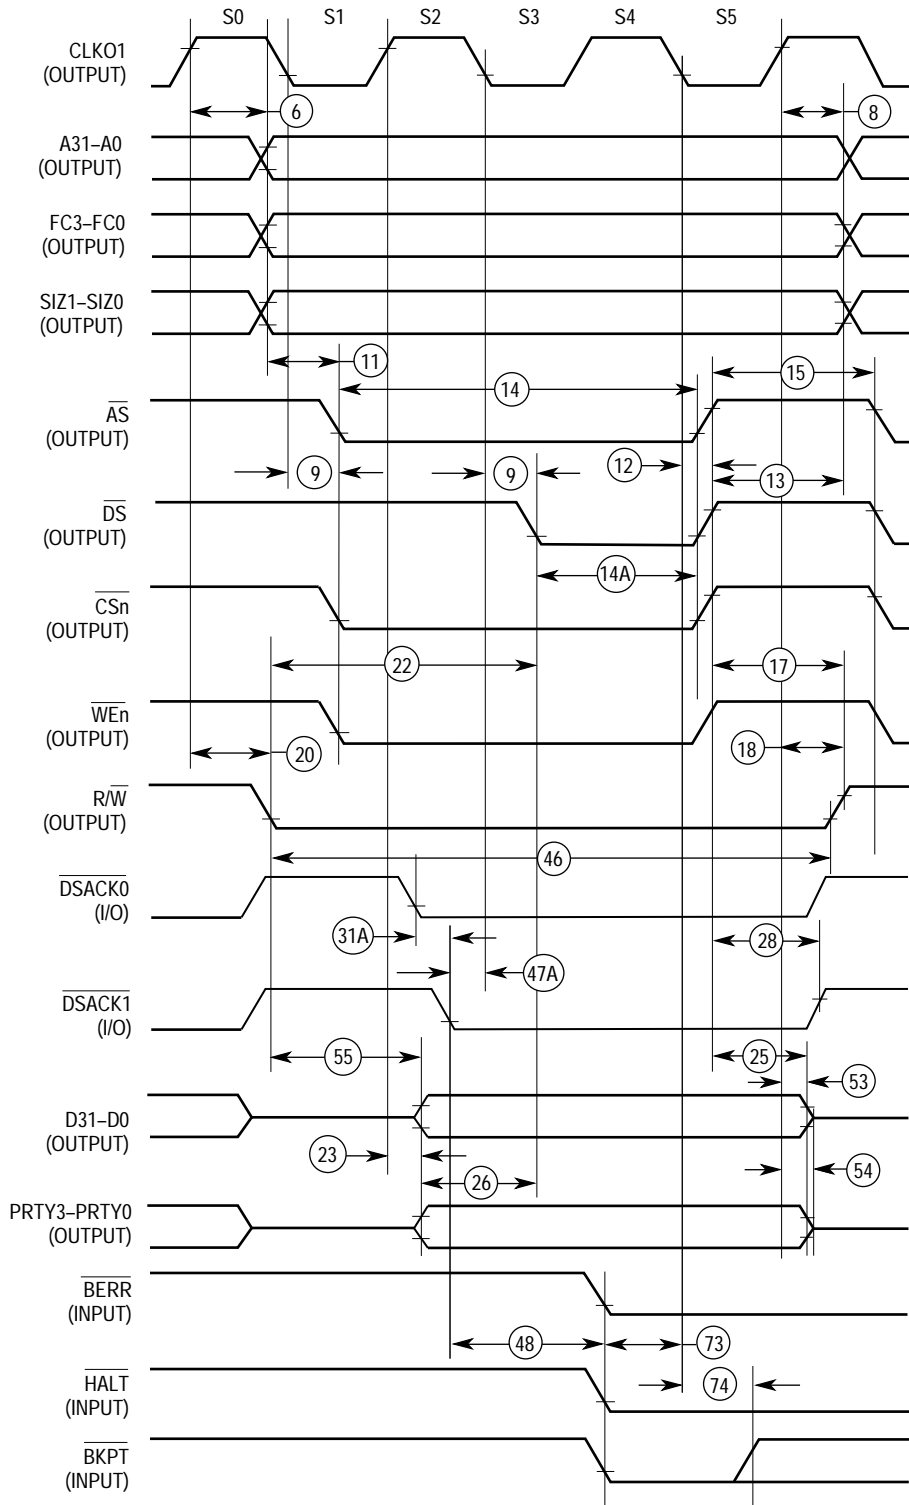 S0 S1 S2 S3 S4 S5
CLKO1
(OUTPUT)
6 8
A31–A0
(OUTPUT)
FC3–FC0
(OUTPUT)
SIZ1–SIZ0
(OUTPUT)
11 15
14
AS
(OUTPUT)
9 9 12 13
DS
(OUTPUT)
14A
CSn
(OUTPUT)
22 17
WEn
(OUTPUT)
20 18
R/W
(OUTPUT)
46
DSACK0
(I/O)
31A 28
47A
DSACK1
(I/O)
55 25
53
D31–D0
(OUTPUT)
23 54
26
PRTY3–PRTY0
(OUTPUT)
BERR
(INPUT)
48 73
HALT
(INPUT)
74
BKPT
(INPUT)